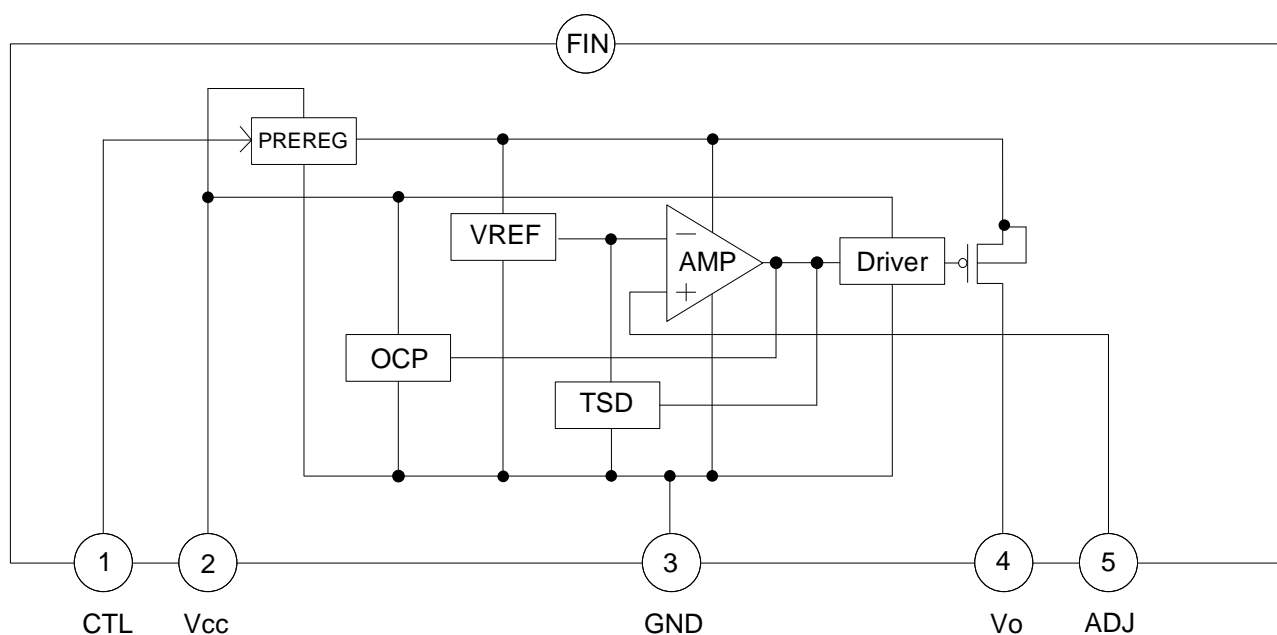 FIN
PREREG
VREF
−
AMP
+
Driver
OCP
TSD
1
2
3
4
5
CTL
Vcc
GND
Vo
ADJ